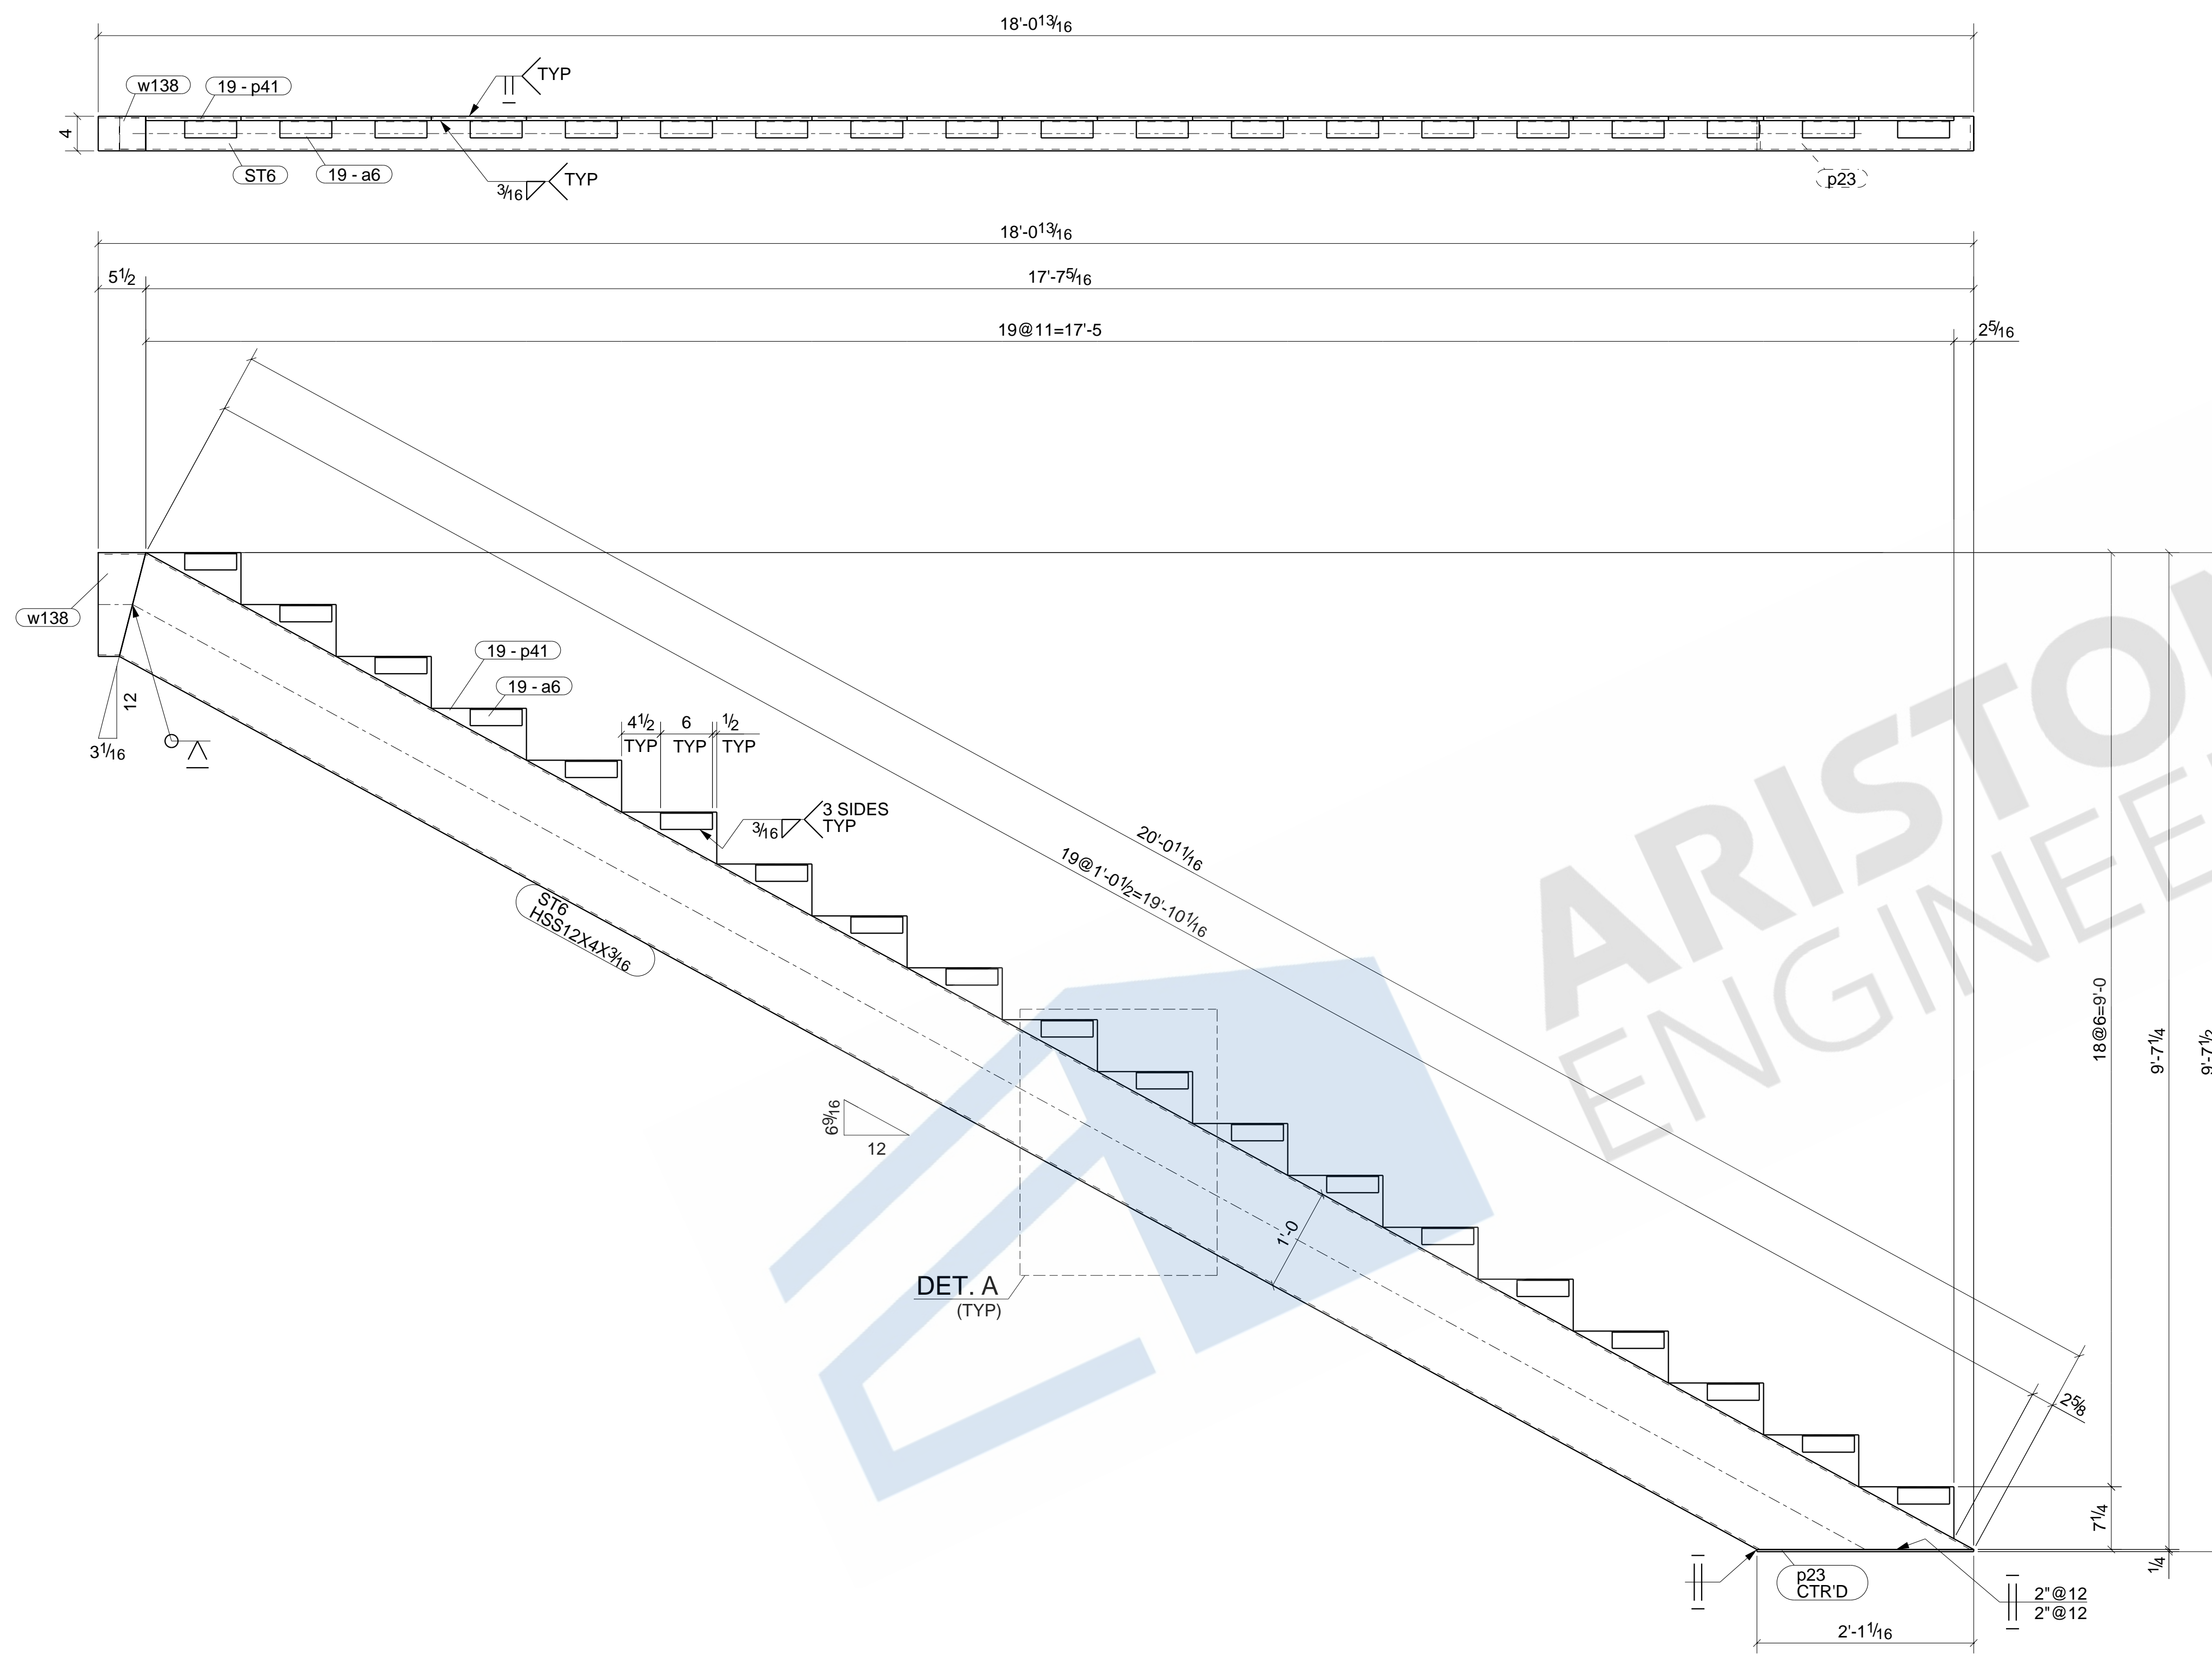 18'-0 13/16
w138
19 - p41
TYP
4
ST6
19 - a6
3/16
TYP
p23
18'-0 13/16
5 1/2
17'-7 5/16
19@11=17'-5
2 5/16
w138
12
3 1/16
19 - p41
19 - a6
4 1/2
TYP
6
TYP
1/2
TYP
3/16
3 SIDES
TYP
ST6
HSS12X4X3/16
20'-0 11/16
19@1'-0 1/2=19'-10 1/16
6 9/16
12
DET. A
(TYP)
1'-0
18@6=9'-0
9'-7 1/4
9'-7 1/2
2 5/8
7 1/4
1/4
p23
CTR'D
2"@12
2"@12
2'-1 1/16